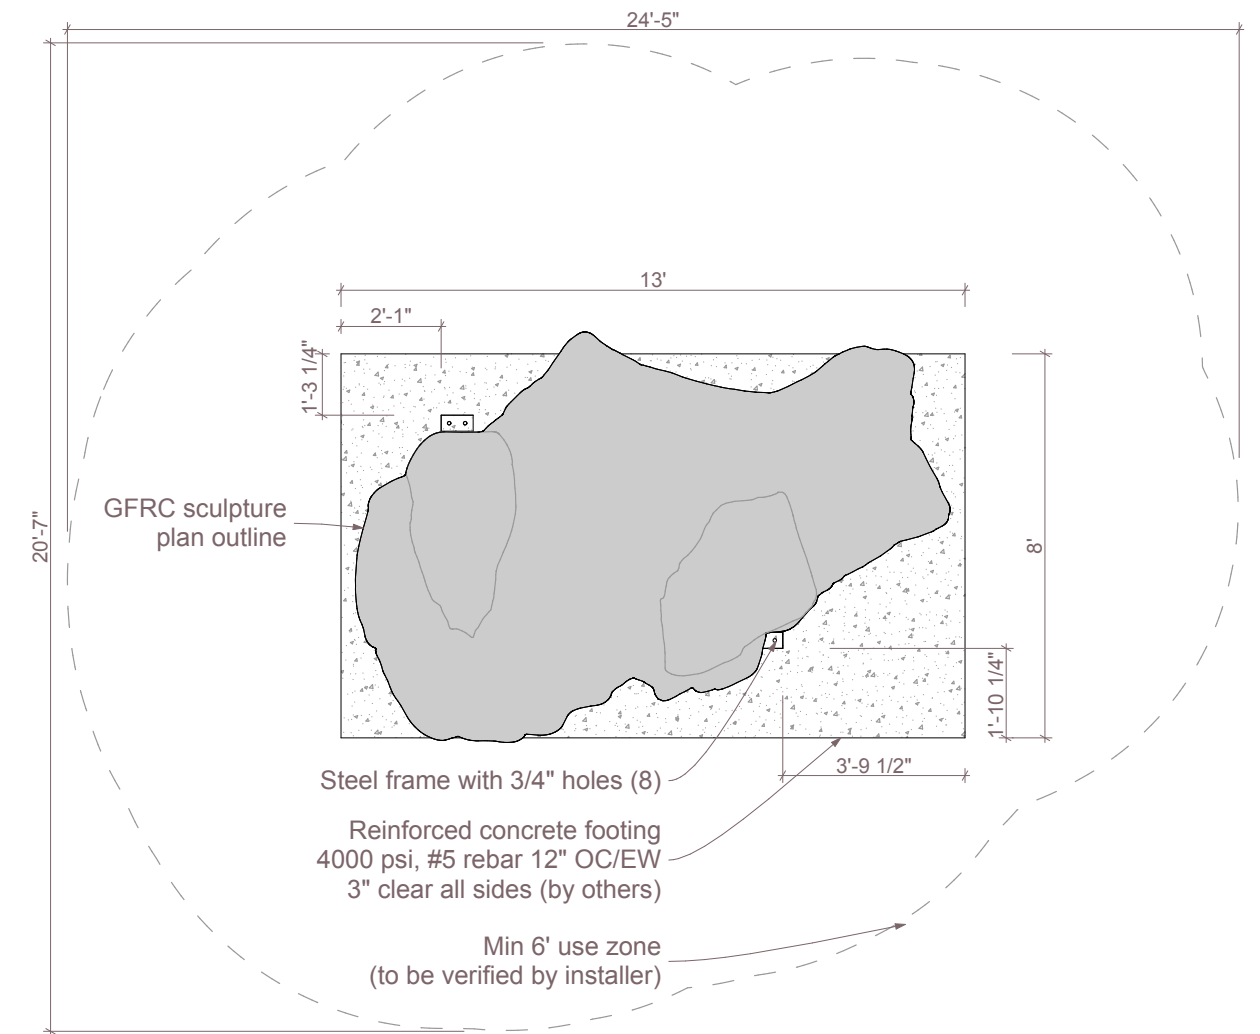 24'-5"
20'-7"
13'
2'-1"
1'-3 1/4"
GFRC sculpture
plan outline
8'
1'-10 1/4"
3'-9 1/2"
Steel frame with 3/4" holes (8)
Reinforced concrete footing
4000 psi, #5 rebar 12" OC/EW
3" clear all sides (by others)
Min 6' use zone
(to be verified by installer)